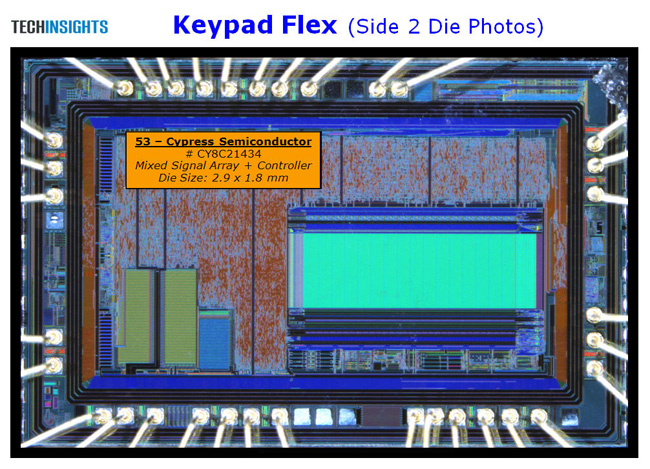 TECHINSIGHTS
Keypad Flex (Side 2 Die Photos)
53 – Cypress Semiconductor
# CY8C21434
Mixed Signal Array + Controller
Die Size: 2.9 x 1.8 mm